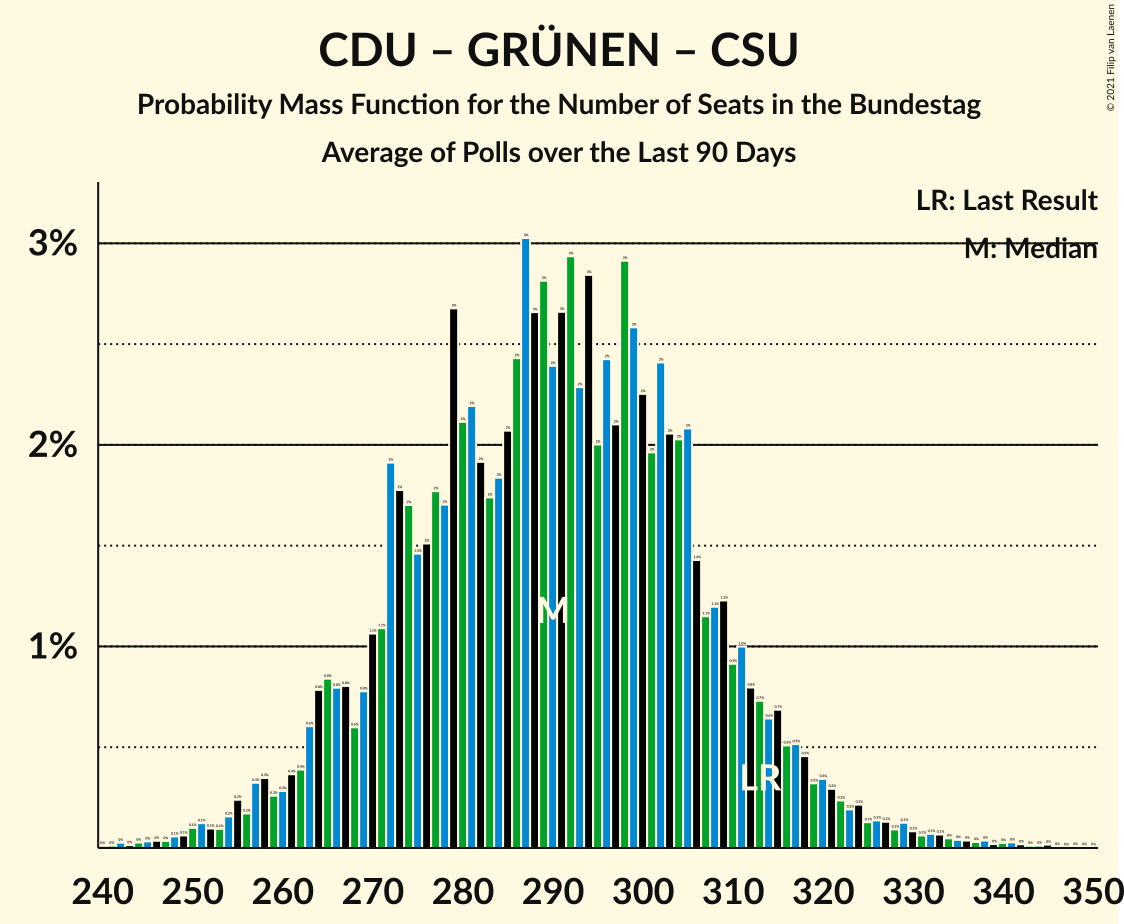 CDU – GRÜNEN – CSU
Probability Mass Function for the Number of Seats in the Bundestag
Average of Polls over the Last 90 Days
© 2021 Filip van Laenen
LR: Last Result
M: Median
3%
2%
1%
M
LR
240 250 260 270 280 290 300 310 320 330 340 350